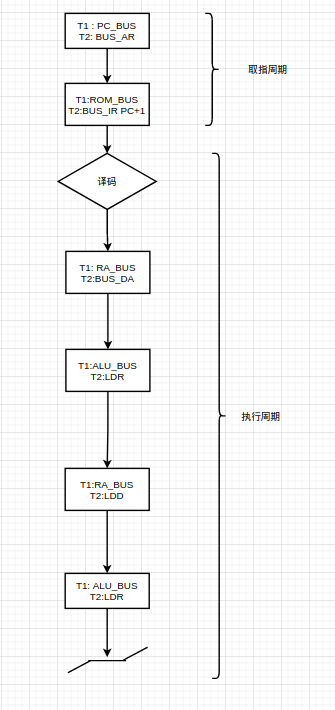 T1 : PC_BUS
T2: BUS_AR
取指周期
T1:ROM_BUS
T2:BUS_IR PC+1
译码
T1: RA_BUS
T2:BUS_DA
T1:ALU_BUS
T2:LDR
执行周期
T1:RA_BUS
T2:LDD
T1: ALU_BUS
T2:LDR